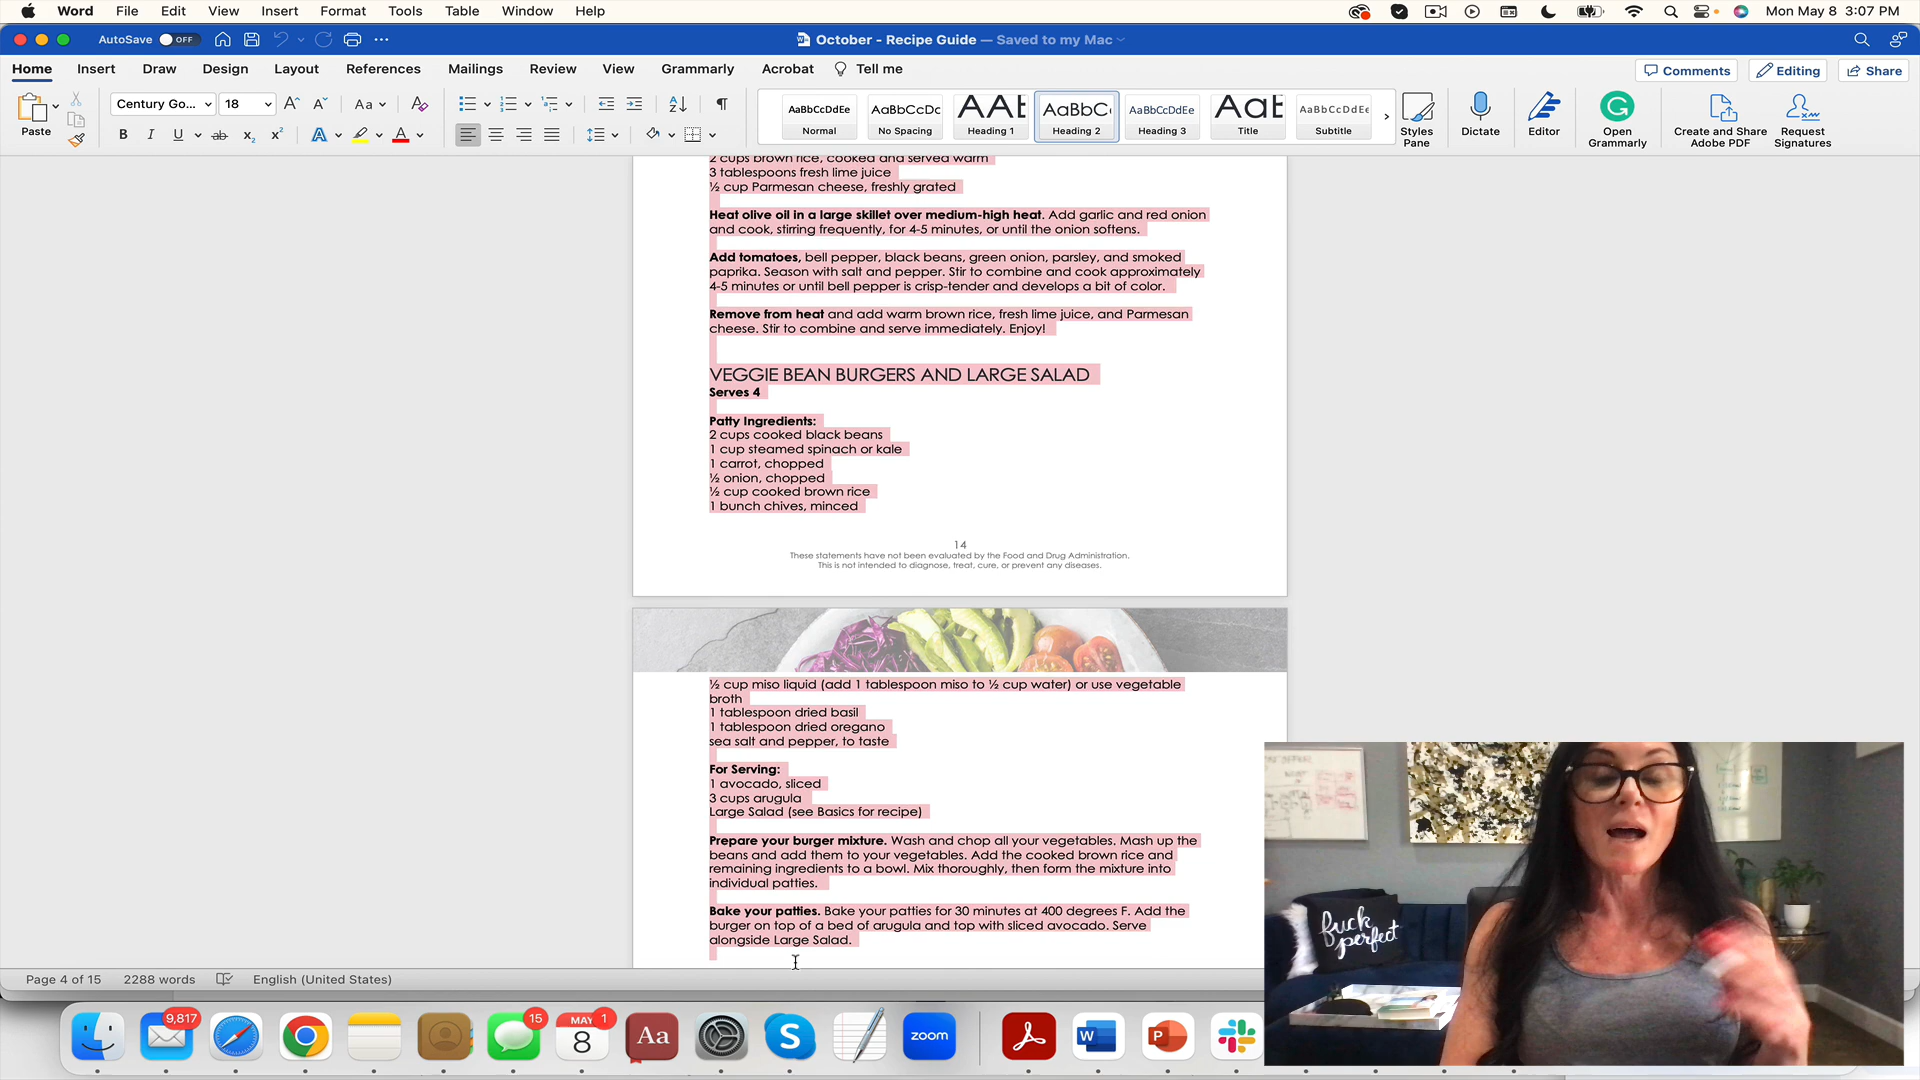 Word File Edit View Insert Format Tools Table Window Help Mon May 8 3:07 PM
AutoSave OFF October - Recipe Guide — Saved to my Mac
Home Insert Draw Design Layout References Mailings Review View Grammarly Acrobat Tell me Comments Editing Share
Paste Century Go... 18 Aa AaBbCcDdEe AaBbCcDc AAE AaBbC( AaBbCcDdEe AaE AaBbCcDdEe
B I U ab x₂ x² A A Normal No Spacing Heading 1 Heading 2 Heading 3 Title Subtitle Styles Pane Dictate Editor Open Grammarly Create and Share Adobe PDF Request Signatures
2 cups brown rice, cooked and served warm
3 tablespoons fresh lime juice
½ cup Parmesan cheese, freshly grated
Heat olive oil in a large skillet over medium-high heat. Add garlic and red onion
and cook, stirring frequently, for 4-5 minutes, or until the onion softens.
Add tomatoes, bell pepper, black beans, green onion, parsley, and smoked
paprika. Season with salt and pepper. Stir to combine and cook approximately
4-5 minutes or until bell pepper is crisp-tender and develops a bit of color.
Remove from heat and add warm brown rice, fresh lime juice, and Parmesan
cheese. Stir to combine and serve immediately. Enjoy!
VEGGIE BEAN BURGERS AND LARGE SALAD
Serves 4
Patty Ingredients:
2 cups cooked black beans
1 cup steamed spinach or kale
1 carrot, chopped
½ onion, chopped
½ cup cooked brown rice
1 bunch chives, minced
14
These statements have not been evaluated by the Food and Drug Administration.
This is not intended to diagnose, treat, cure, or prevent any diseases.
½ cup miso liquid (add 1 tablespoon miso to ½ cup water) or use vegetable
broth
1 tablespoon dried basil
1 tablespoon dried oregano
sea salt and pepper, to taste
For Serving:
1 avocado, sliced
3 cups arugula
Large Salad (see Basics for recipe)
Prepare your burger mixture. Wash and chop all your vegetables. Mash up the
beans and add them to your vegetables. Add the cooked brown rice and
remaining ingredients to a bowl. Mix thoroughly, then form the mixture into
individual patties.
Bake your patties. Bake your patties for 30 minutes at 400 degrees F. Add the
burger on top of a bed of arugula and top with sliced avocado. Serve
alongside Large Salad.
fuck
perfect
Page 4 of 15 2288 words English (United States)
9,817 15 MAY 1
8 Aa S zoom W P